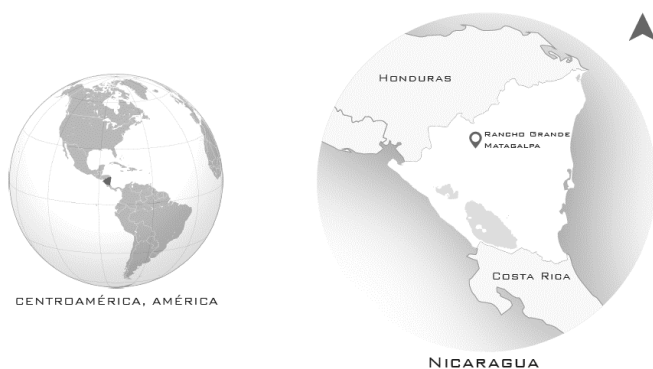 HONDURAS
RANCHO GRANDE
MATAGALPA
COSTA RICA
CENTROAMÉRICA, AMÉRICA
NICARAGUA